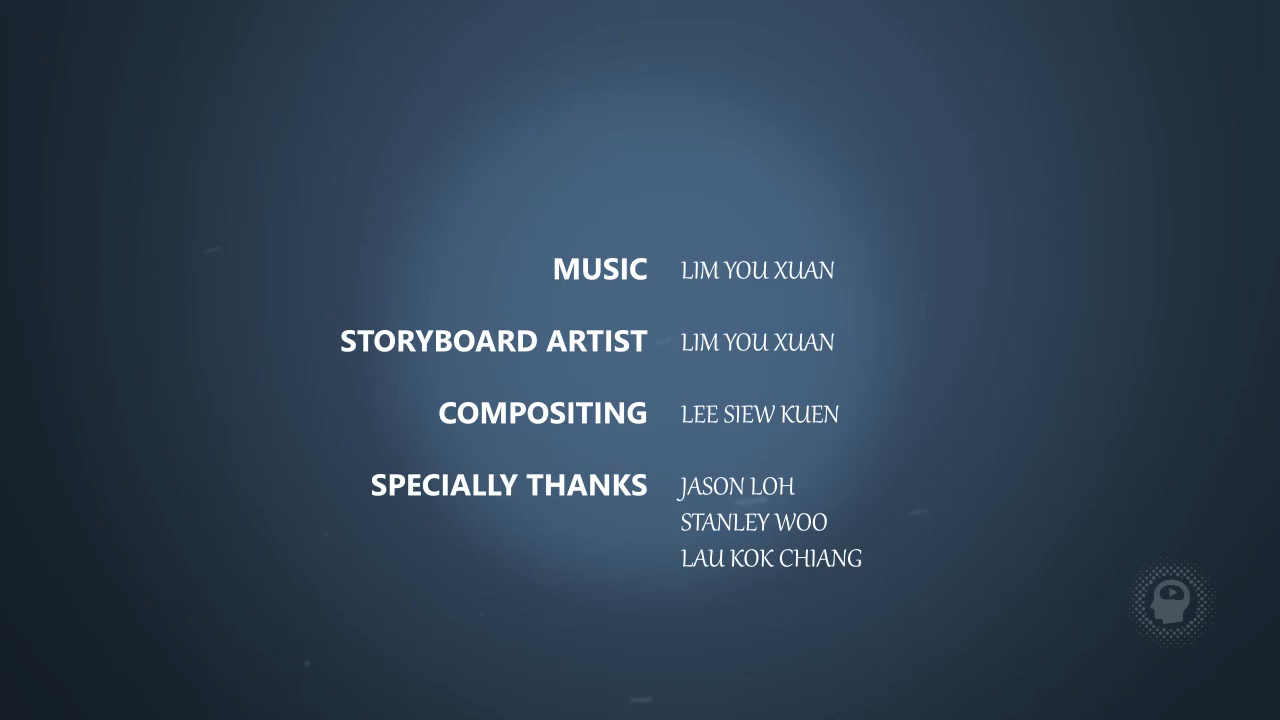 MUSIC LIM YOU XUAN
STORYBOARD ARTIST LIM YOU XUAN
COMPOSITING LEE SIEW KUEN
SPECIALLY THANKS JASON LOH
STANLEY WOO
LAU KOK CHIANG